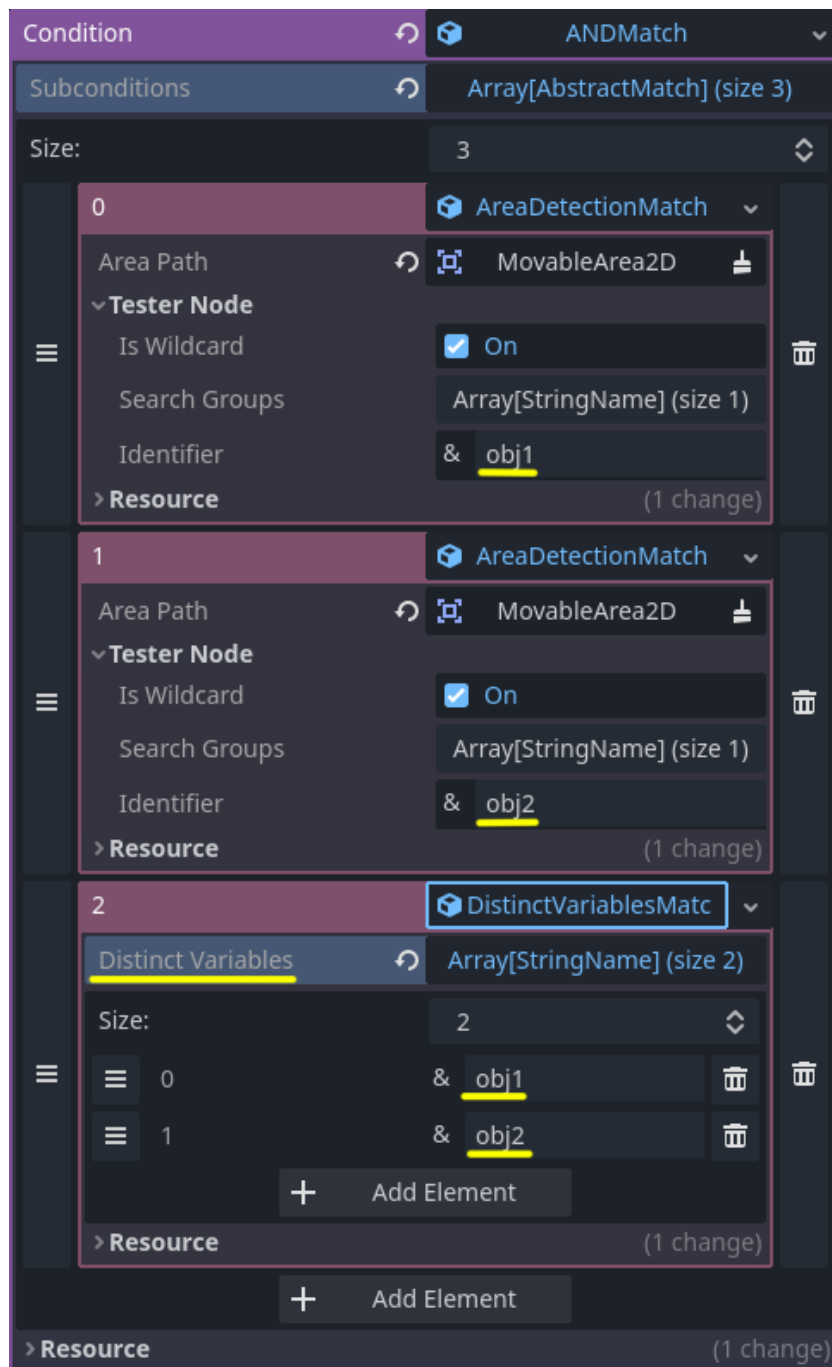 Condition ANDMatch
Subconditions Array[AbstractMatch] (size 3)
Size: 3
0 AreaDetectionMatch
Area Path MovableArea2D
Tester Node
Is Wildcard On
Search Groups Array[StringName] (size 1)
Identifier & obj1
Resource (1 change)
1 AreaDetectionMatch
Area Path MovableArea2D
Tester Node
Is Wildcard On
Search Groups Array[StringName] (size 1)
Identifier & obj2
Resource (1 change)
2 DistinctVariablesMatc
Distinct Variables Array[StringName] (size 2)
Size: 2
0 & obj1
1 & obj2
+ Add Element
Resource (1 change)
+ Add Element
Resource (1 change)